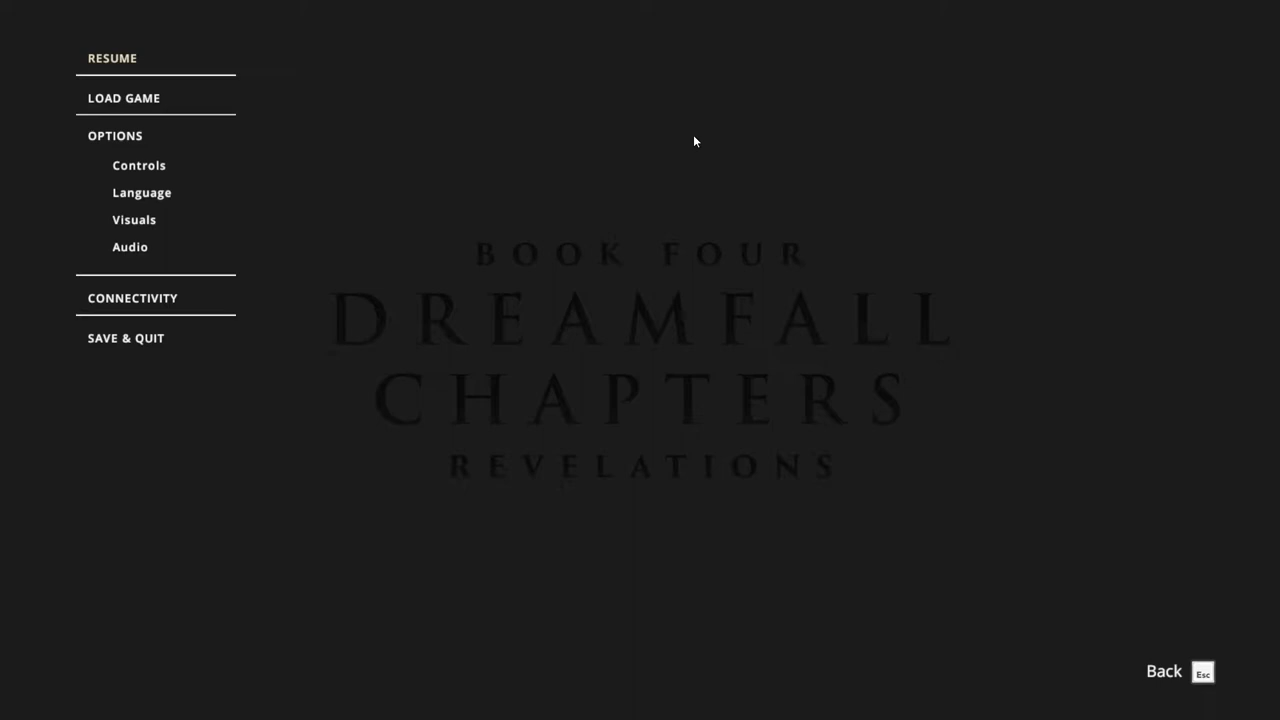 RESUME
LOAD GAME
OPTIONS
Controls
Language
Visuals
Audio
CONNECTIVITY
SAVE & QUIT
BOOK FOUR
DREAMFALL
CHAPTERS
REVELATIONS
Back Esc